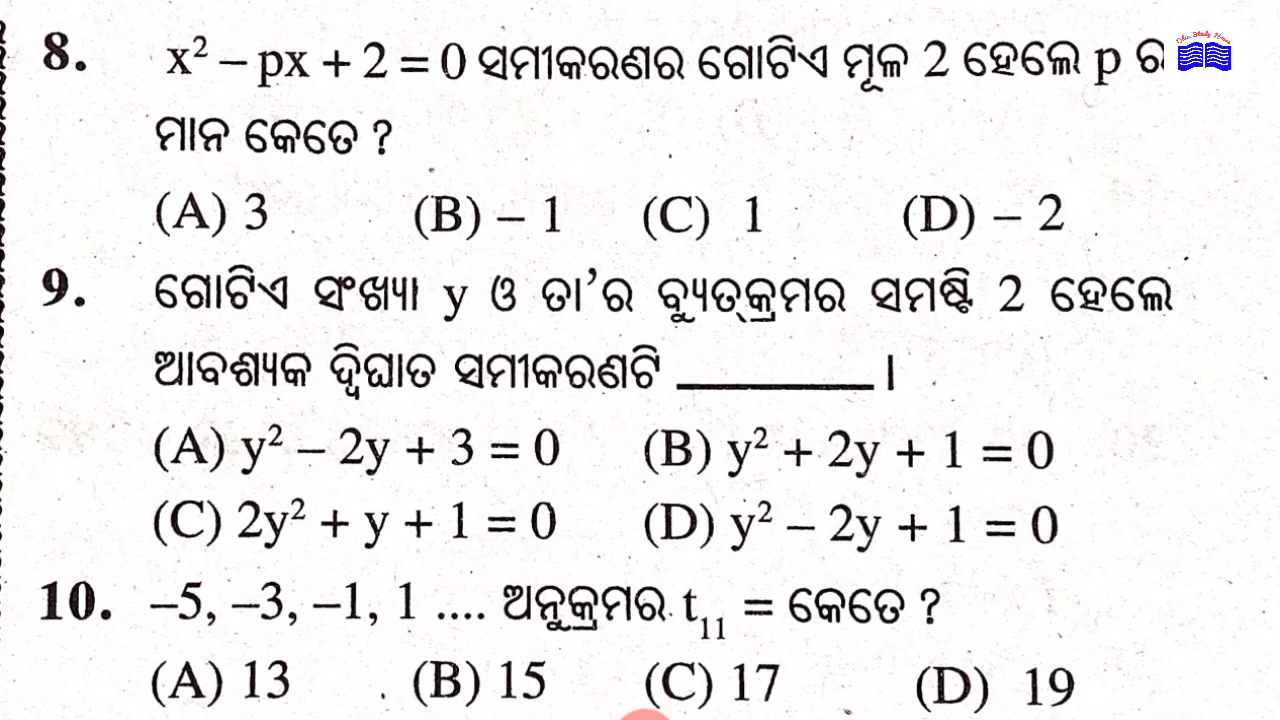 8. x² – px + 2 = 0 ସମୀକରଣର ଗୋଟିଏ ମୂଳ 2 ହେଲେ p ର
ମାନ କେତେ ?
(A) 3 (B) – 1 (C) 1 (D) – 2
9. ଗୋଟିଏ ସଂଖ୍ୟା y ଓ ତା’ର ବ୍ୟୁତ୍କ୍ରମର ସମଷ୍ଟି 2 ହେଲେ
ଆବଶ୍ୟକ ଦ୍ୱିଘାତ ସମୀକରଣଟି ________ ।
(A) y² – 2y + 3 = 0 (B) y² + 2y + 1 = 0
(C) 2y² + y + 1 = 0 (D) y² – 2y + 1 = 0
10. –5, –3, –1, 1 .... ଅନୁକ୍ରମର t₁₁ = କେତେ ?
(A) 13 (B) 15 (C) 17 (D) 19